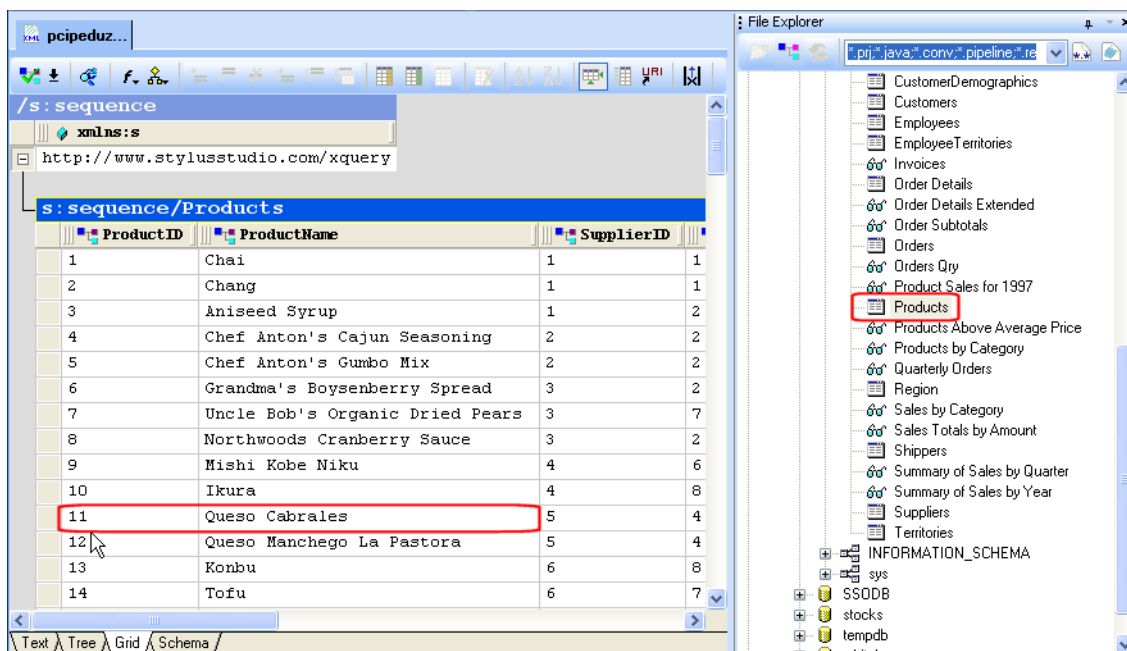 pcipeduz...
/s:sequence
xmlns:s
http://www.stylusstudio.com/xquery
s:sequence/Products
ProductID ProductName SupplierID
1 Chai 1 1
2 Chang 1 1
3 Aniseed Syrup 1 2
4 Chef Anton's Cajun Seasoning 2 2
5 Chef Anton's Gumbo Mix 2 2
6 Grandma's Boysenberry Spread 3 2
7 Uncle Bob's Organic Dried Pears 3 7
8 Northwoods Cranberry Sauce 3 2
9 Mishi Kobe Niku 4 6
10 Ikura 4 8
11 Queso Cabrales 5 4
12 Queso Manchego La Pastora 5 4
13 Konbu 6 8
14 Tofu 6 7
Text Tree Grid Schema
File Explorer
*.prj;*.java;*.conv;*.pipeline;*.re
CustomerDemographics
Customers
Employees
EmployeeTerritories
Invoices
Order Details
Order Details Extended
Order Subtotals
Orders
Orders Qry
Product Sales for 1997
Products
Products Above Average Price
Products by Category
Quarterly Orders
Region
Sales by Category
Sales Totals by Amount
Shippers
Summary of Sales by Quarter
Summary of Sales by Year
Suppliers
Territories
INFORMATION_SCHEMA
sys
SSODB
stocks
tempdb